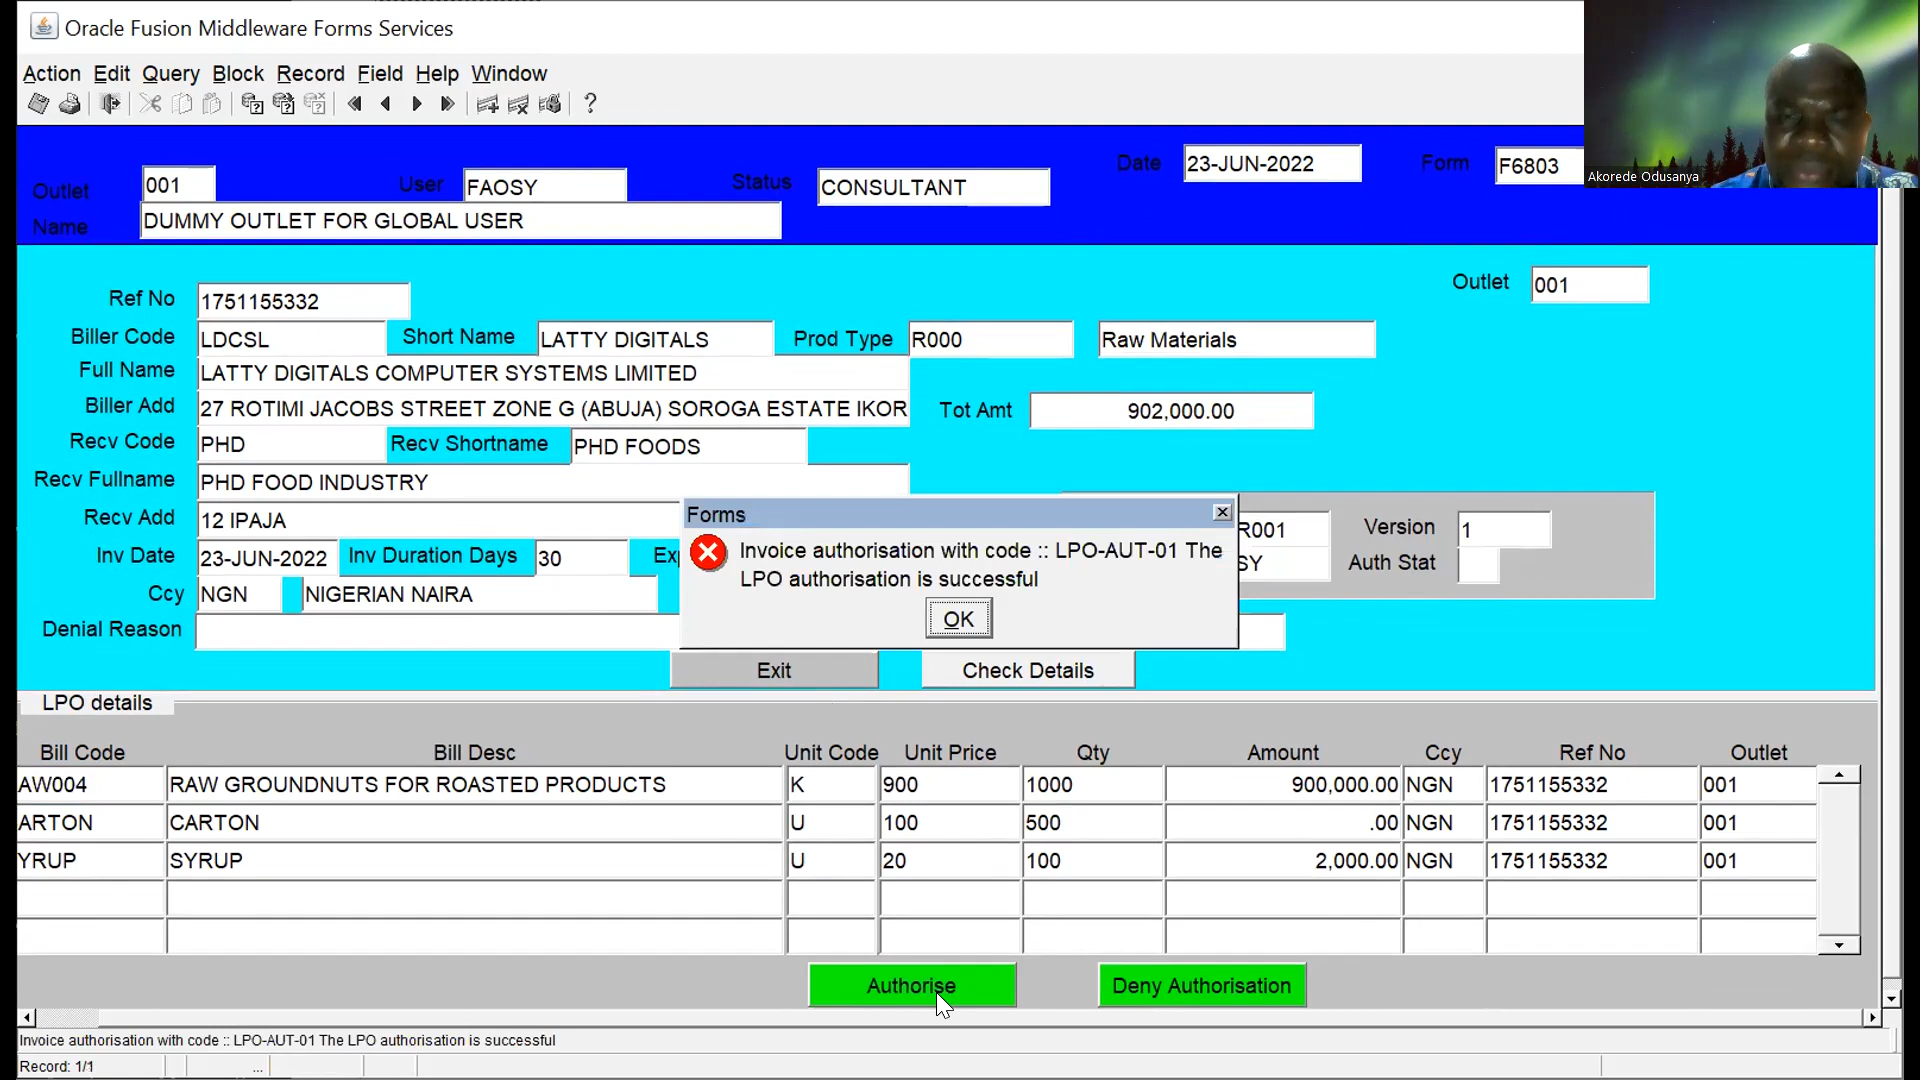 Oracle Fusion Middleware Forms Services
Action Edit Query Block Record Field Help Window
Outlet 001 User FAOSY Status CONSULTANT Date 23-JUN-2022 Form F6803
Name DUMMY OUTLET FOR GLOBAL USER
Akorede Odusanya
Ref No 1751155332 Outlet 001
Biller Code LDCSL Short Name LATTY DIGITALS Prod Type R000 Raw Materials
Full Name LATTY DIGITALS COMPUTER SYSTEMS LIMITED
Biller Add 27 ROTIMI JACOBS STREET ZONE G (ABUJA) SOROGA ESTATE IKOR Tot Amt 902,000.00
Recv Code PHD Recv Shortname PHD FOODS
Recv Fullname PHD FOOD INDUSTRY
Recv Add 12 IPAJA R001 Version 1
Inv Date 23-JUN-2022 Inv Duration Days 30 Exp SY Auth Stat
Ccy NGN NIGERIAN NAIRA
Denial Reason
Forms
Invoice authorisation with code :: LPO-AUT-01 The
LPO authorisation is successful
OK
Exit Check Details
LPO details
Bill Code Bill Desc Unit Code Unit Price Qty Amount Ccy Ref No Outlet
AW004 RAW GROUNDNUTS FOR ROASTED PRODUCTS K 900 1000 900,000.00 NGN 1751155332 001
ARTON CARTON U 100 500 .00 NGN 1751155332 001
YRUP SYRUP U 20 100 2,000.00 NGN 1751155332 001
Authorise Deny Authorisation
Invoice authorisation with code :: LPO-AUT-01 The LPO authorisation is successful
Record: 1/1 ...